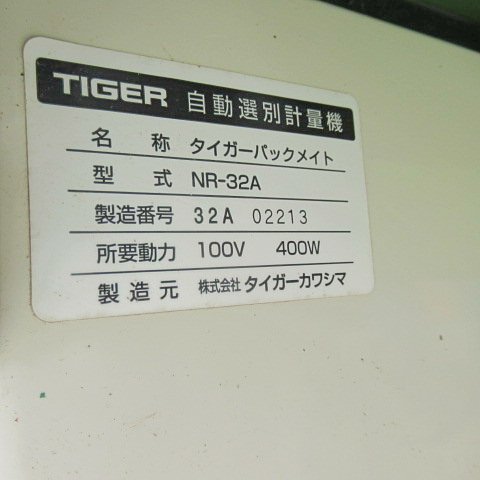 TIGER 自動選別計量機
名称 タイガーパックメイト
型式 NR-32A
製造番号 32A 02213
所要動力 100V 400W
製造元 株式会社 タイガーカワシマ